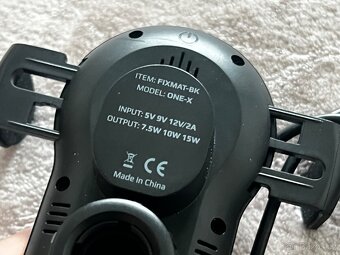 ITEM: FIXMAT-BK
MODEL: ONE-X
INPUT: 5V 9V 12V/2A
OUTPUT: 7.5W 10W 15W
CE
Made in China